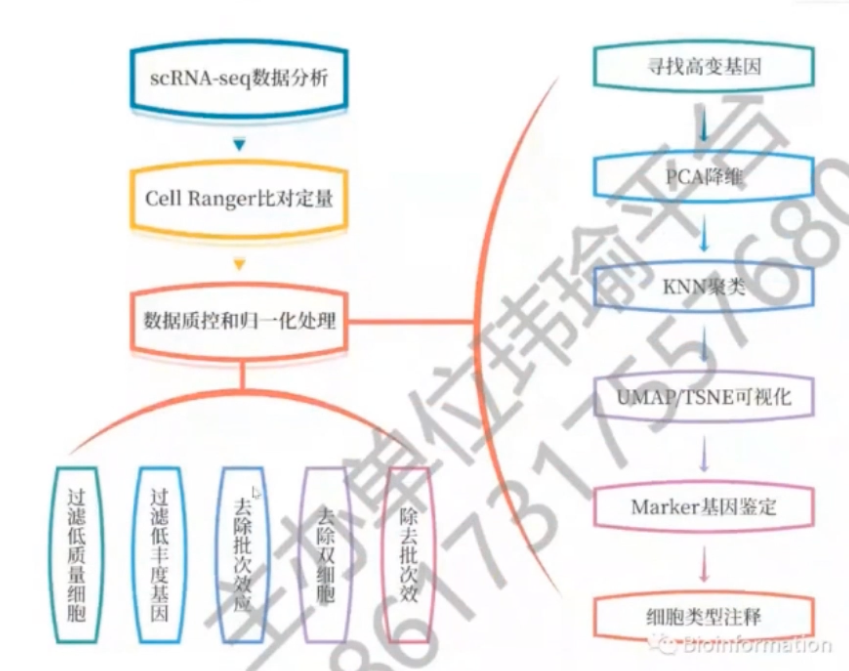 scRNA-seq数据分析
Cell Ranger比对定量
数据质控和归一化处理
过滤低质量细胞
过滤低丰度基因
去除批次效应
去除双细胞
除去批次效
寻找高变基因
PCA降维
KNN聚类
UMAP/TSNE可视化
Marker基因鉴定
细胞类型注释
主办单位玮瑜平台
8617317557680
Bioinformation